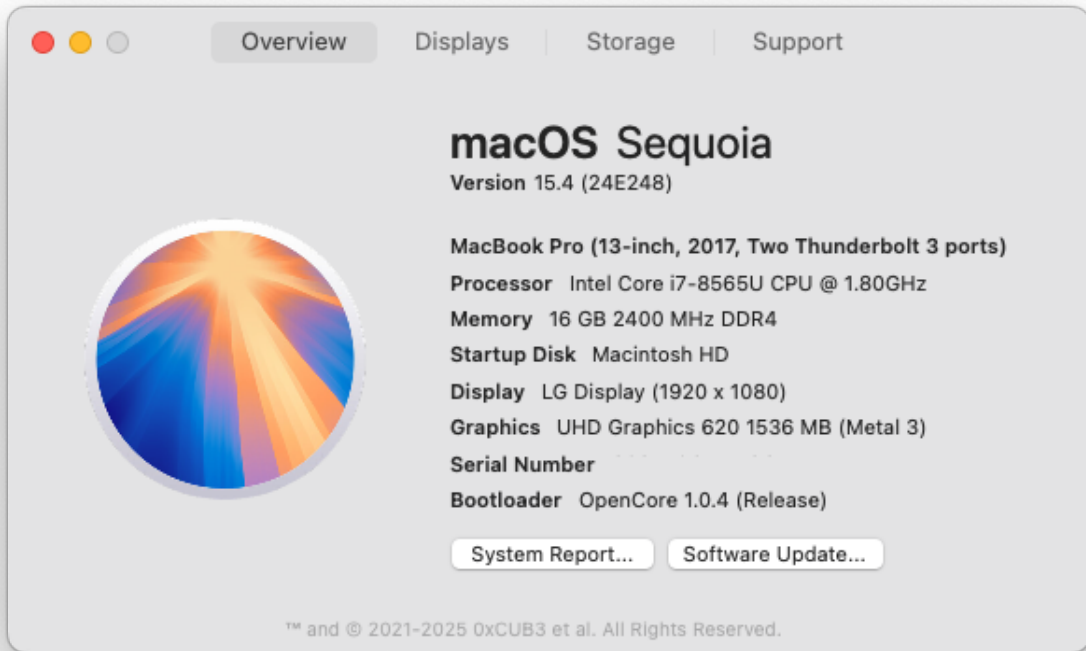 Overview Displays Storage Support
macOS Sequoia
Version 15.4 (24E248)
MacBook Pro (13-inch, 2017, Two Thunderbolt 3 ports)
Processor Intel Core i7-8565U CPU @ 1.80GHz
Memory 16 GB 2400 MHz DDR4
Startup Disk Macintosh HD
Display LG Display (1920 x 1080)
Graphics UHD Graphics 620 1536 MB (Metal 3)
Serial Number
Bootloader OpenCore 1.0.4 (Release)
System Report... Software Update...
™ and © 2021-2025 0xCUB3 et al. All Rights Reserved.